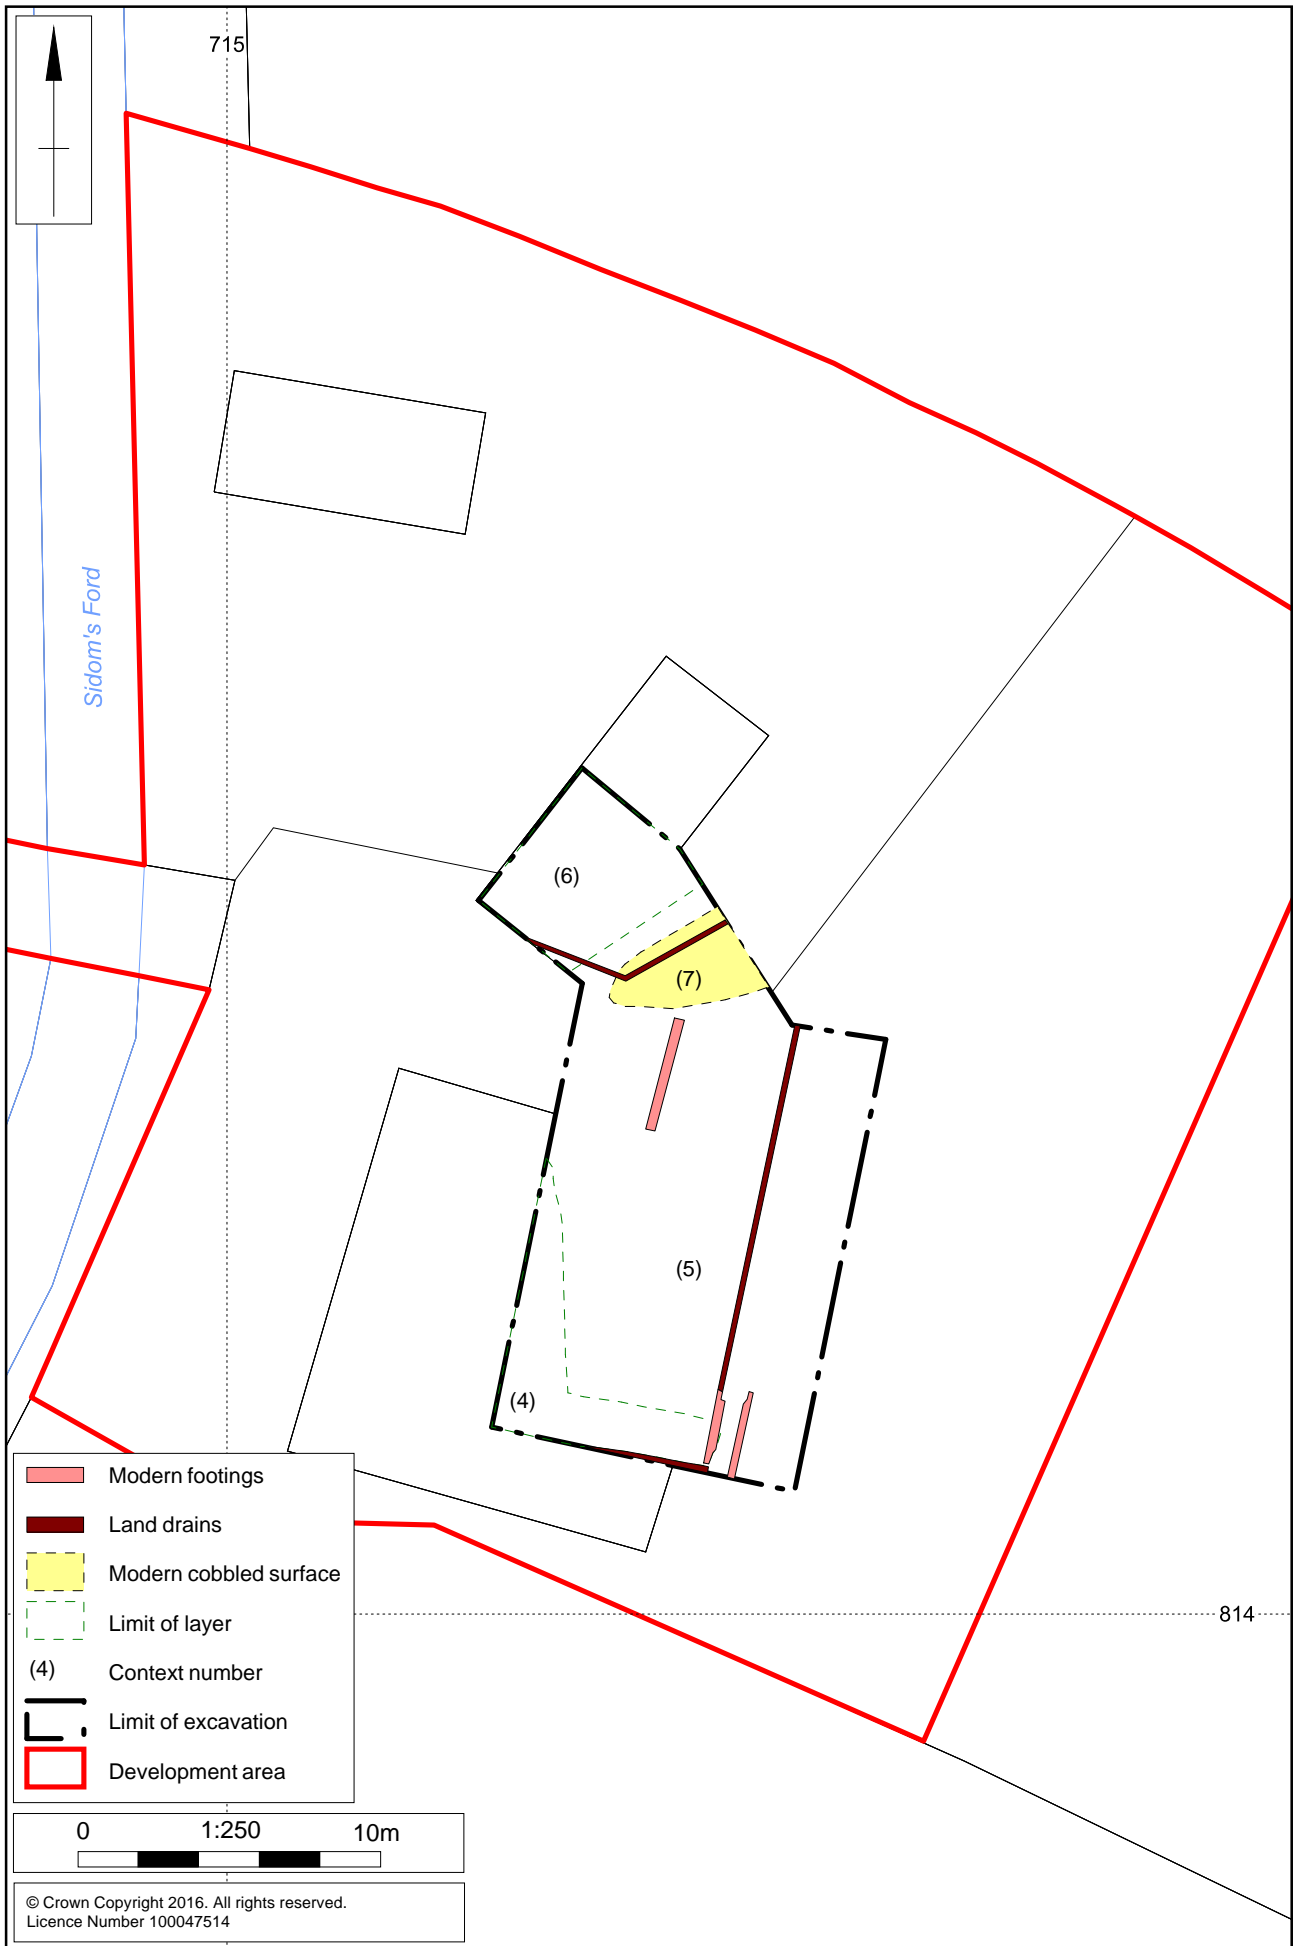 715
Sidom's Ford
(6)
(7)
(5)
(4)
Modern footings
Land drains
Modern cobbled surface
Limit of layer
(4) Context number
Limit of excavation
Development area
814
0 1:250 10m
© Crown Copyright 2016. All rights reserved.
Licence Number 100047514